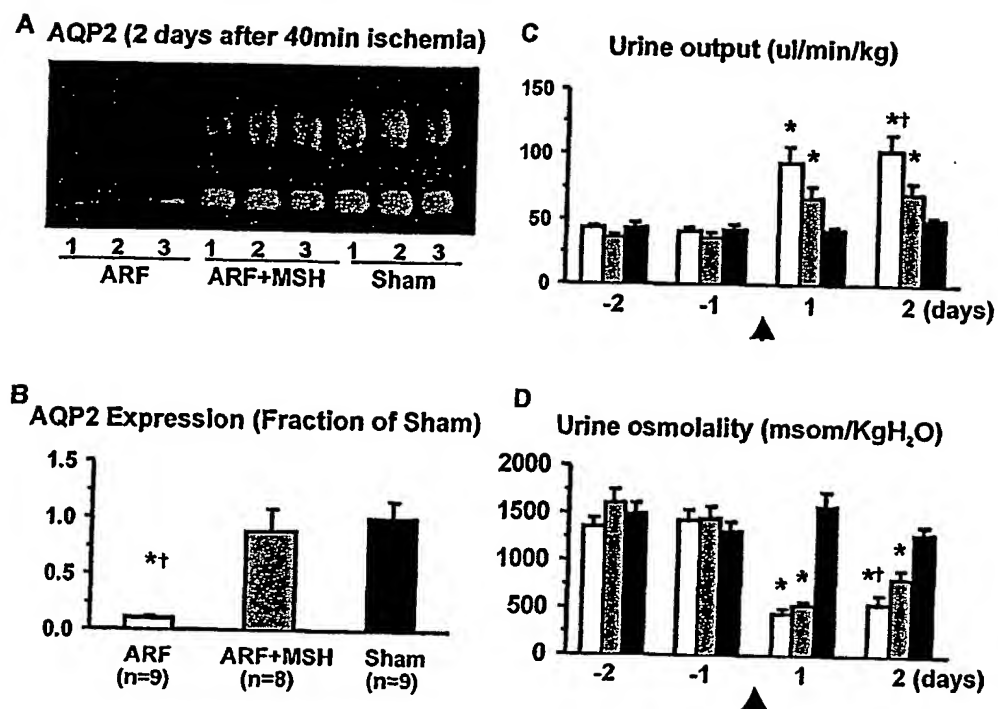 A AQP2 (2 days after 40min ischemia)
1 2 3 1 2 3 1 2 3
ARF ARF+MSH Sham
B AQP2 Expression (Fraction of Sham)
1.5
1.0
0.5
0.0
*†
ARF ARF+MSH Sham
(n=9) (n=8) (n=9)
C Urine output (ul/min/kg)
150
100
50
0
* * *† *
-2 -1 1 2 (days)
D Urine osmolality (msom/KgH₂O)
2000
1500
1000
500
0
* * *† *
-2 -1 1 2 (days)